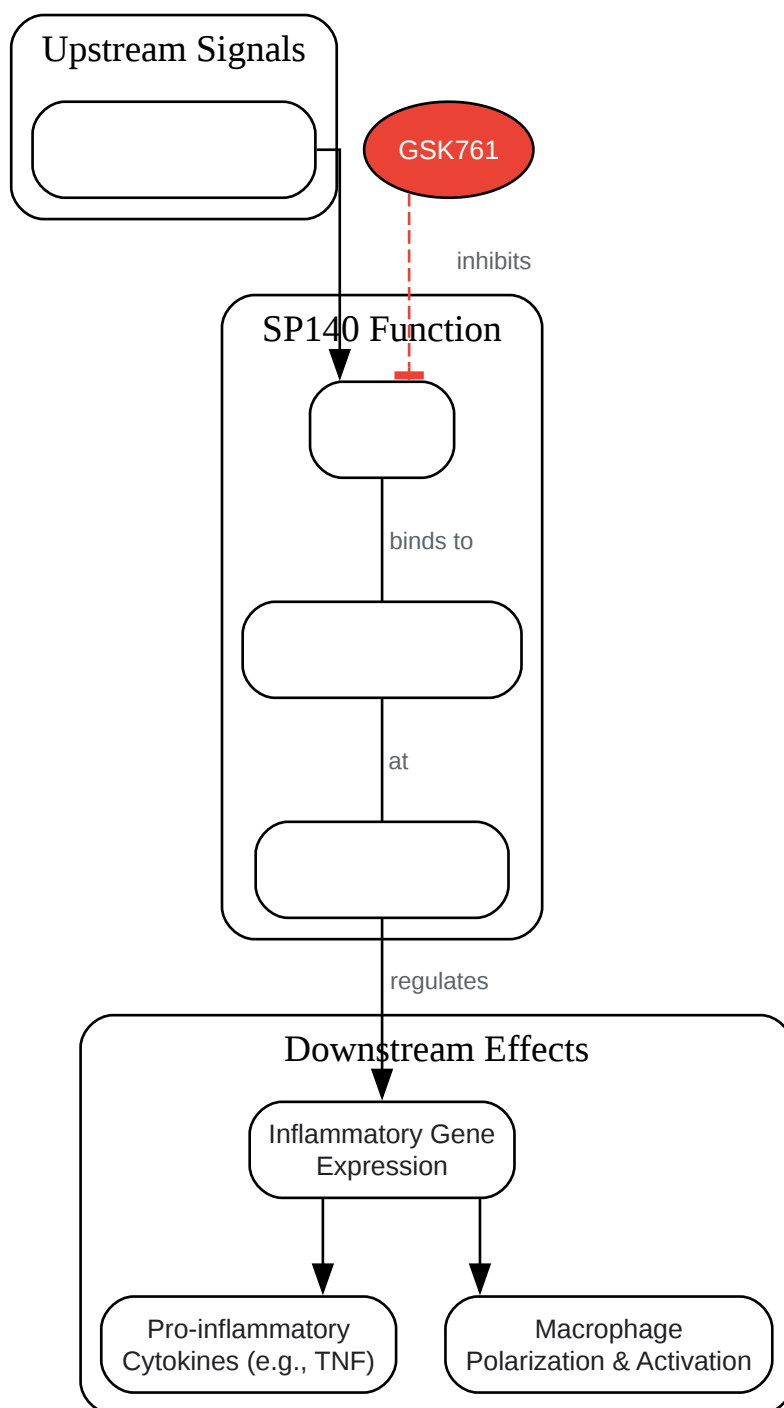 Upstream Signals
GSK761
inhibits
SP140 Function
binds to
at
regulates
Downstream Effects
Inflammatory Gene
Expression
Pro-inflammatory
Cytokines (e.g., TNF)
Macrophage
Polarization & Activation